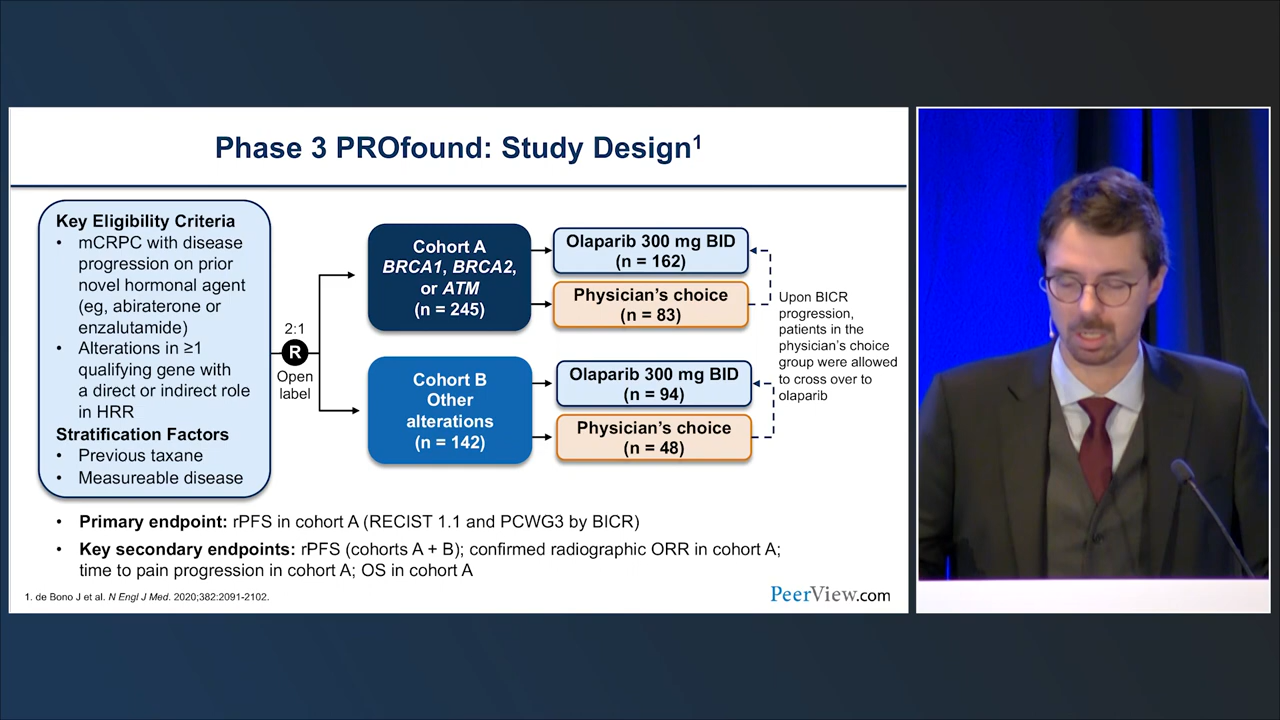 Phase 3 PROfound: Study Design1
Key Eligibility Criteria
• mCRPC with disease
progression on prior
novel hormonal agent
(eg, abiraterone or
enzalutamide)
• Alterations in ≥1
qualifying gene with
a direct or indirect role
in HRR
Stratification Factors
• Previous taxane
• Measureable disease
2:1
R
Open
label
Cohort A
BRCA1, BRCA2,
or ATM
(n = 245)
Olaparib 300 mg BID
(n = 162)
Physician's choice
(n = 83)
Cohort B
Other
alterations
(n = 142)
Olaparib 300 mg BID
(n = 94)
Physician's choice
(n = 48)
Upon BICR
progression,
patients in the
physician's choice
group were allowed
to cross over to
olaparib
• Primary endpoint: rPFS in cohort A (RECIST 1.1 and PCWG3 by BICR)
• Key secondary endpoints: rPFS (cohorts A + B); confirmed radiographic ORR in cohort A;
time to pain progression in cohort A; OS in cohort A
1. de Bono J et al. N Engl J Med. 2020;382:2091-2102.
PeerView.com